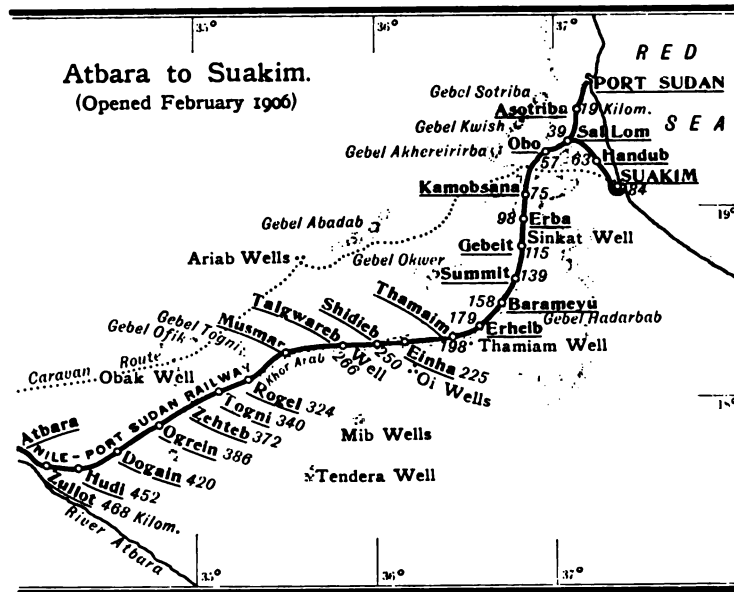 35°
36°
37°
Atbara to Suakim.
(Opened February 1906)
RED
SEA
PORT SUDAN
Gebel Sotriba
Asotriba
19 Kilom.
Gebel Kwish
39
Sal Lom
Obo
Gebel Akhereirirba
57
63
Handub
SUAKIM
84
Kamobsana
75
19°
98
Erba
Gebel Abadab
Sinkat Well
Gebeit
115
Ariab Wells
Gebel Okwer
Summit
139
158
Barameyu
Gebel Hadarbab
179
Erheib
Thamaim
198
Thamiam Well
Shidieb
250
Einha 225
Oi Wells
Talgwareb
Well
266
Musmar
Khor Arab
Gebel Togni
Gebel Ofik
Caravan Route
Obak Well
18°
Rogel 324
Togni 340
Zehteb 372
Ogrein 386
Mib Wells
Dogain 420
Tendera Well
Hudi 452
Zullot 468 Kilom.
Atbara
NILE-PORT SUDAN RAILWAY
River Atbara
35°
36°
37°